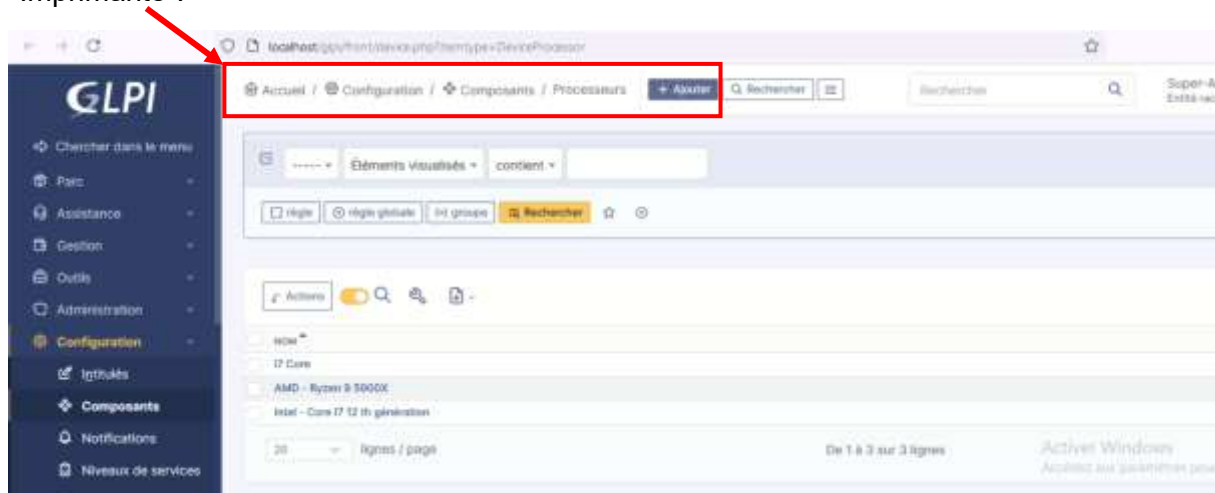 localhost/glpi/front/device.php?itemtype=DeviceProcessor
GLPI
Accueil / Configuration / Composants / Processeurs + Ajouter Rechercher Rechercher
Super-A
Chercher dans le menu
Parc
Assistance
Gestion
Outils
Administration
Configuration
Intitulés
Composants
Notifications
Niveaux de services
----- Éléments visualisés contient
règle règle globale groupe Rechercher
Actions
NOM
I7 Core
AMD - Ryzen 9 5900X
Intel - Core I7 12 th génération
20 lignes / page De 1 à 3 sur 3 lignes
Activer Windows